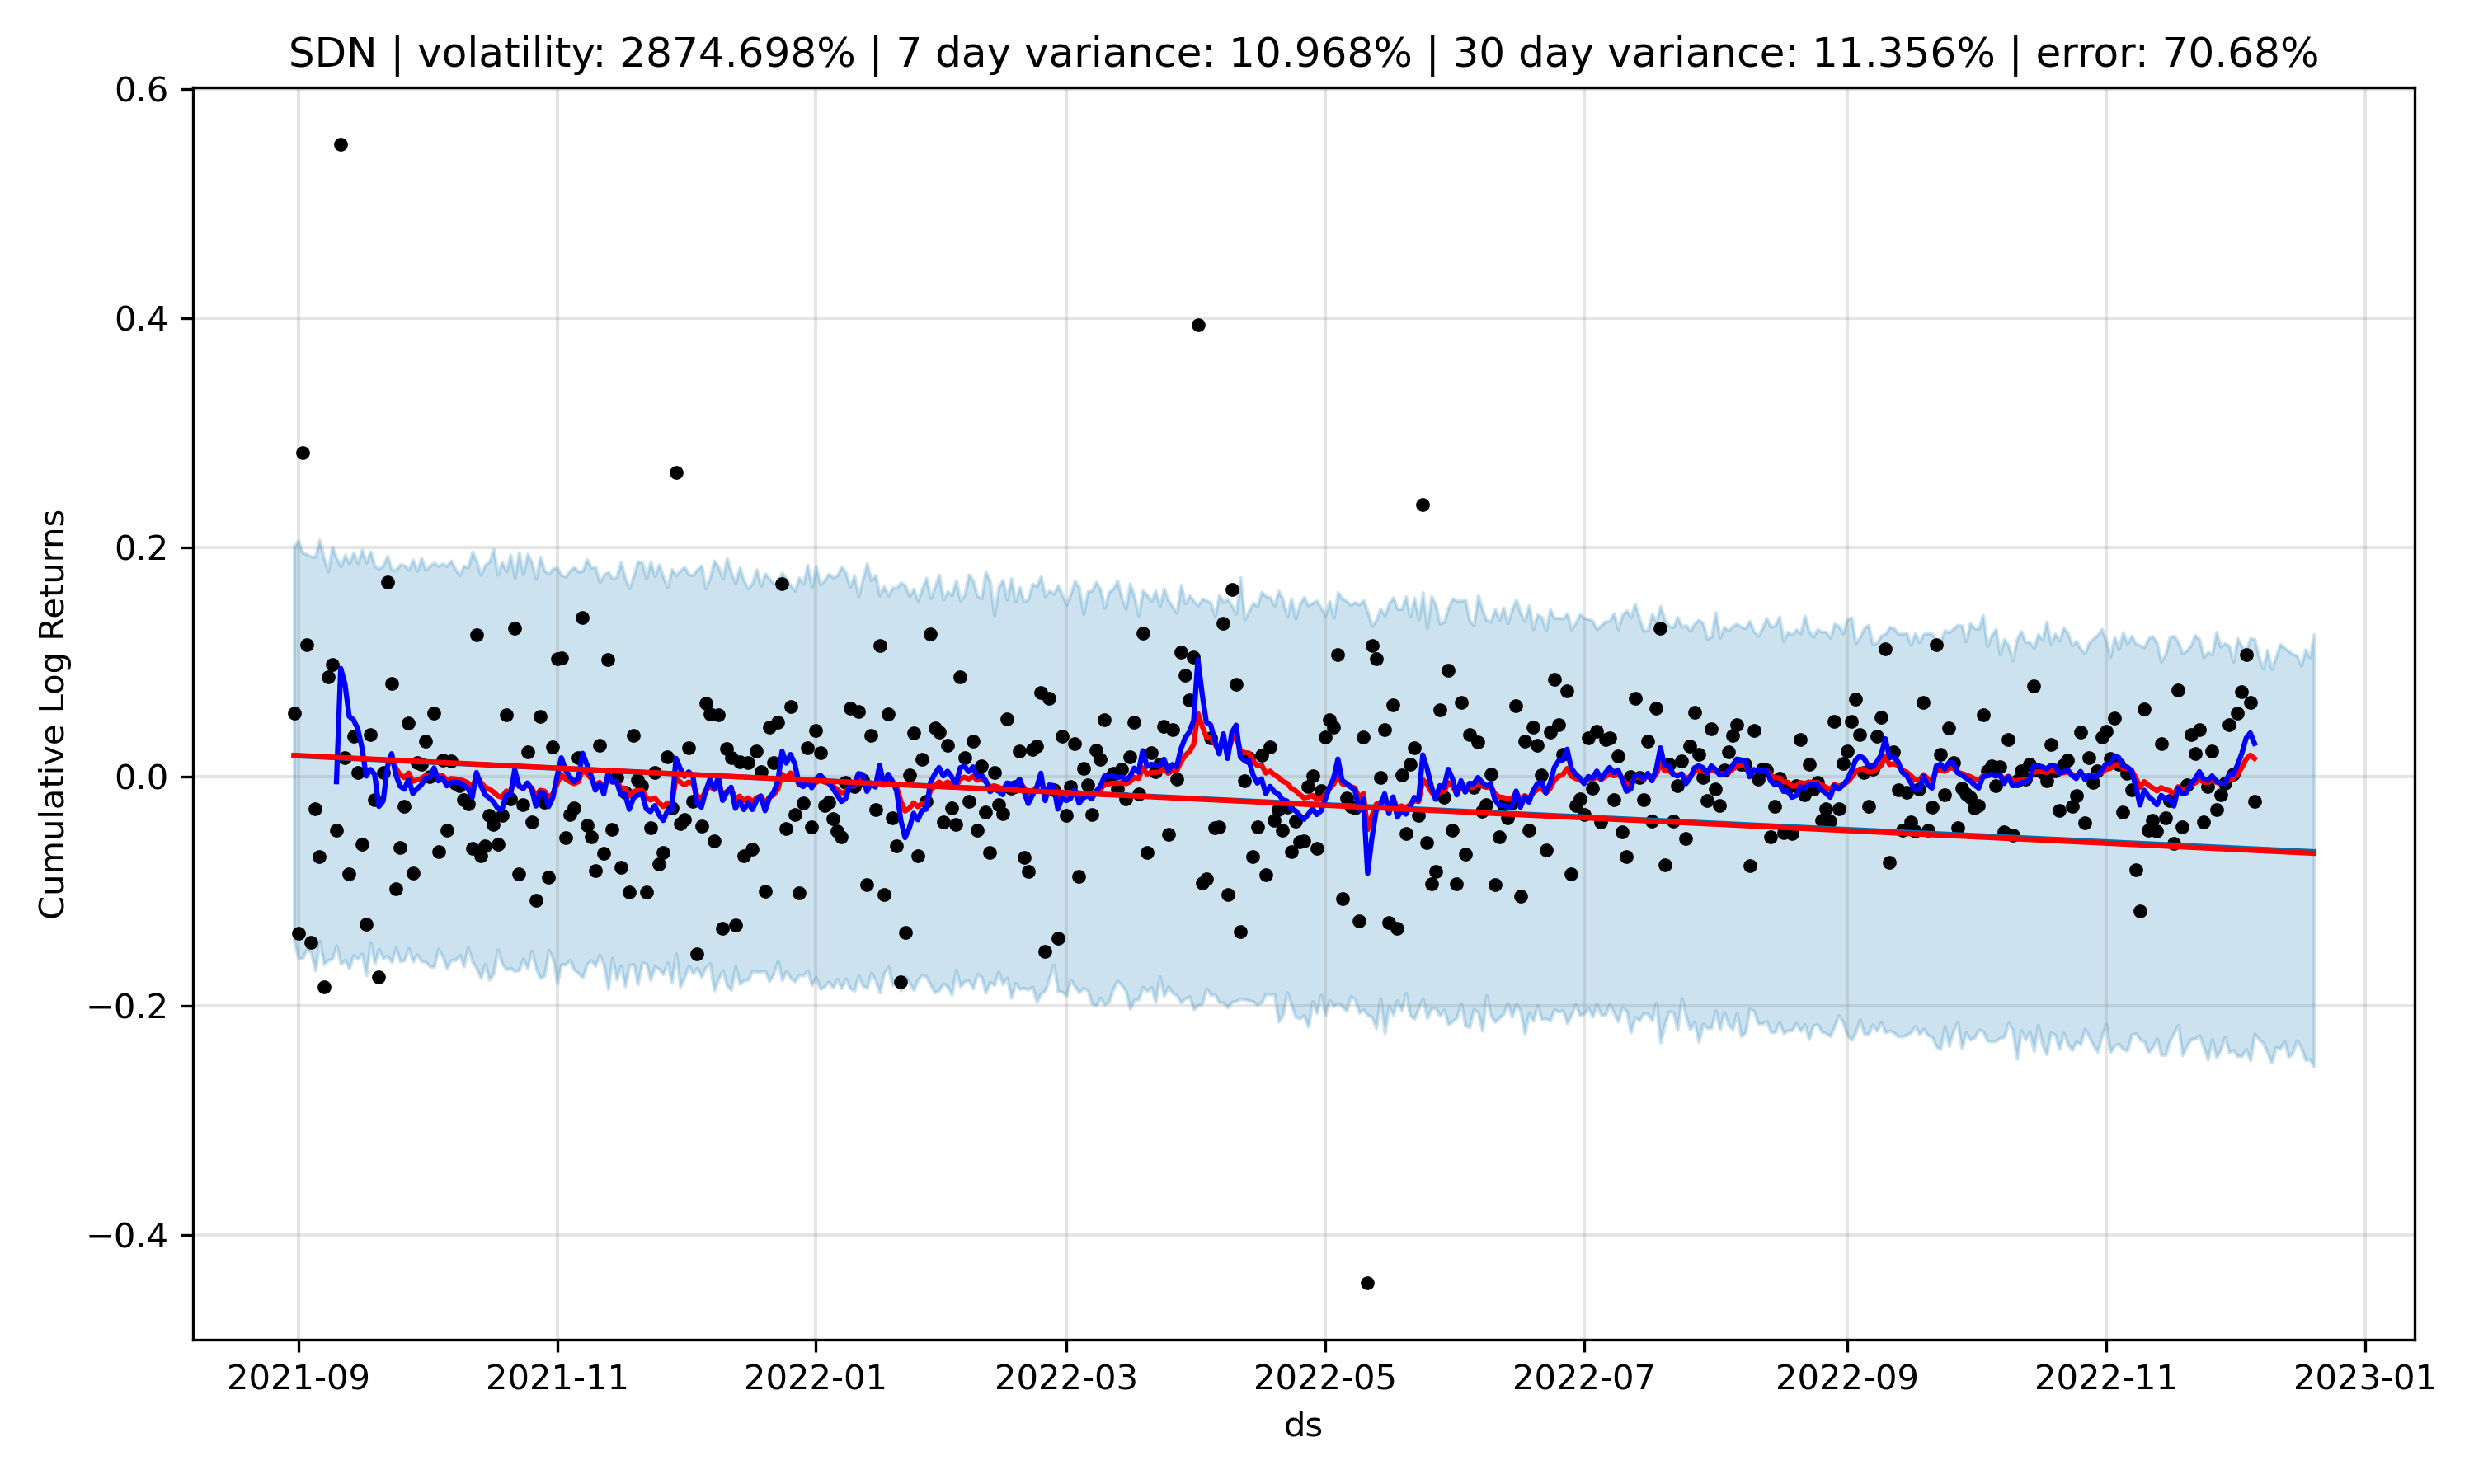 SDN | volatility: 2874.698% | 7 day variance: 10.968% | 30 day variance: 11.356% | error: 70.68%
0.6
0.4
0.2
0.0
−0.2
−0.4
Cumulative Log Returns
2021-09 2021-11 2022-01 2022-03 2022-05 2022-07 2022-09 2022-11 2023-01
ds